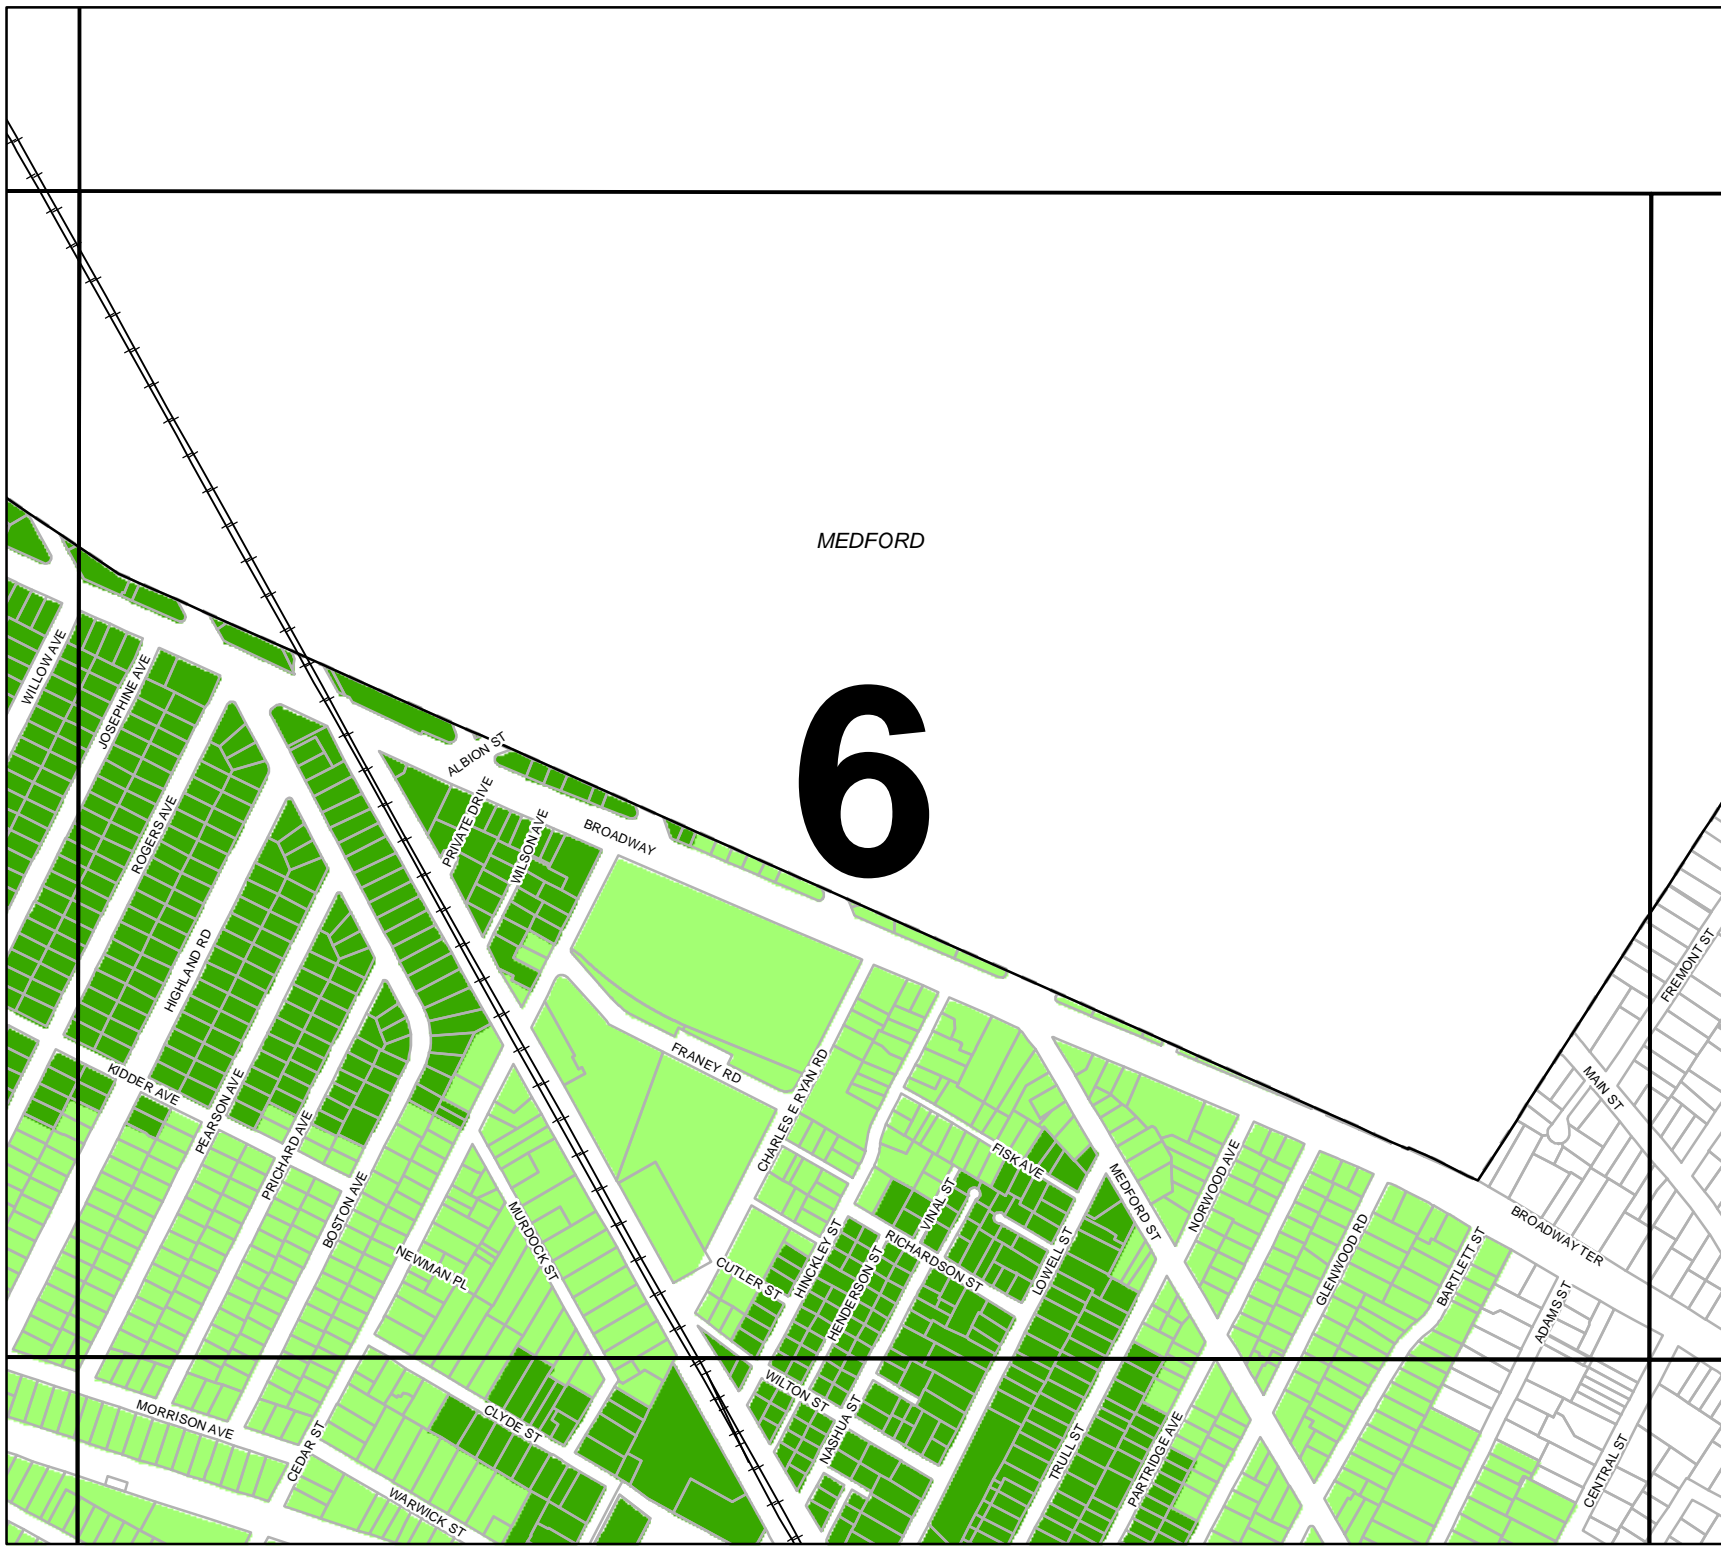 MEDFORD
6
WILLOW AVE
JOSEPHINE AVE
ALBION ST
PRIVATE DRIVE
WILSON AVE
BROADWAY
ROGERS AVE
HIGHLAND RD
FREMONT ST
KIDDER AVE
PEARSON AVE
PRICHARD AVE
FRANEY RD
CHARLES E RYAN RD
MAIN ST
FISK AVE
VINAL ST
MEDFORD ST
NORWOOD AVE
BOSTON AVE
MURDOCK ST
NEWMAN PL
CUTLER ST
HINCKLEY ST
HENDERSON ST
RICHARDSON ST
LOWELL ST
GLENWOOD RD
BARTLETT ST
BROADWAY TER
ADAMS ST
MORRISON AVE
CEDAR ST
CLYDE ST
WARWICK ST
WILTON ST
NASHUA ST
TRULL ST
PARTRIDGE AVE
CENTRAL ST